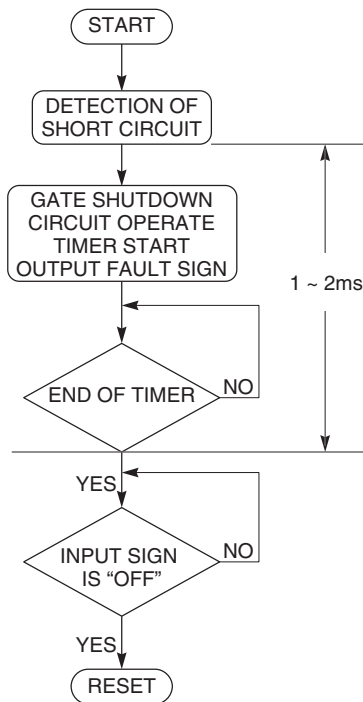 START
DETECTION OF
SHORT CIRCUIT
GATE SHUTDOWN
CIRCUIT OPERATE
TIMER START
OUTPUT FAULT SIGN
1 ~ 2ms
END OF TIMER
NO
YES
INPUT SIGN
IS “OFF”
NO
YES
RESET